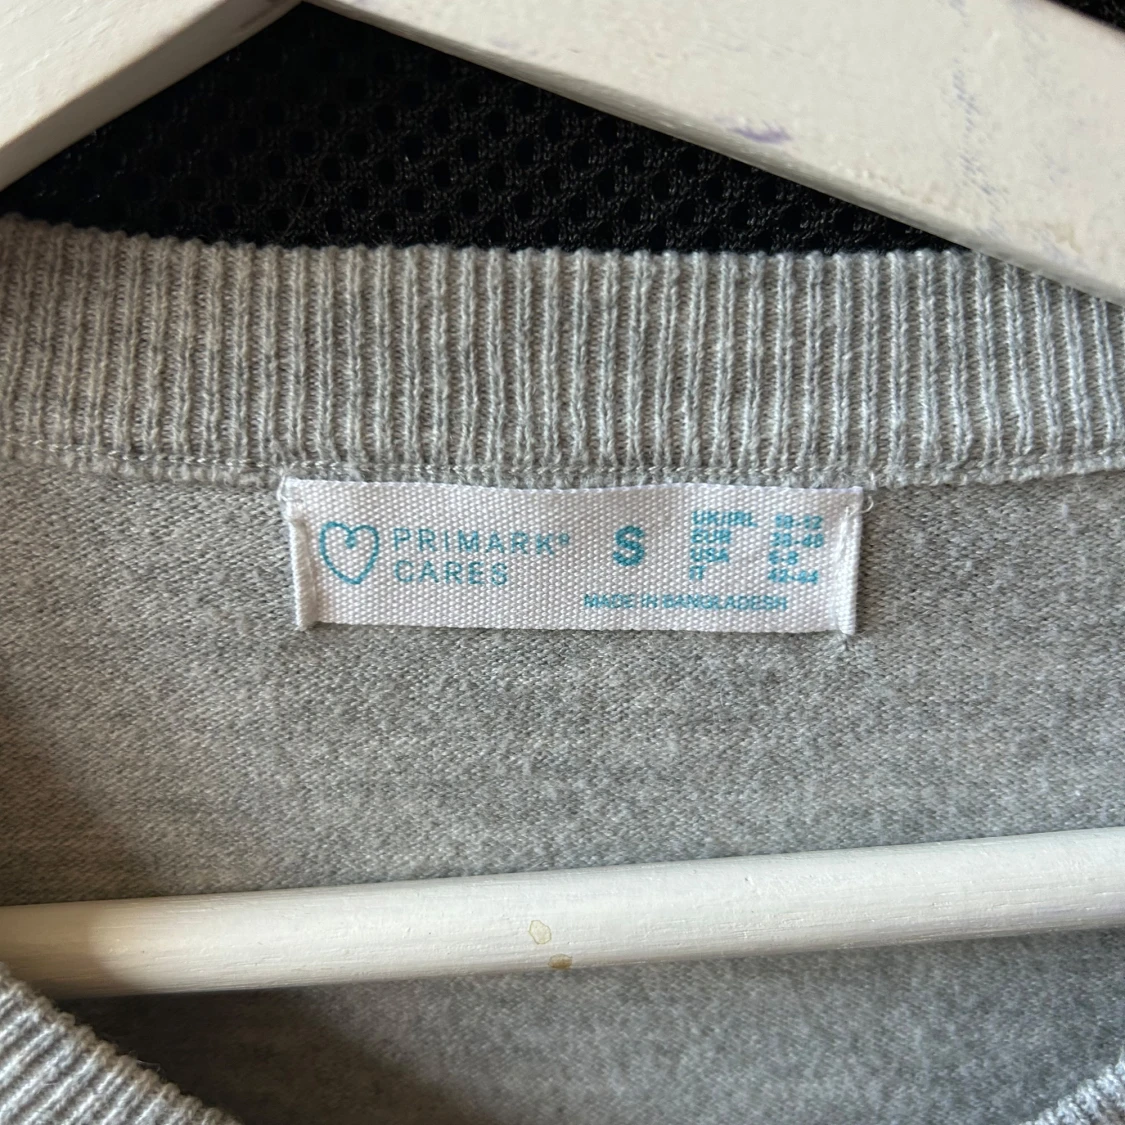 PRIMARK®
CARES
S
UK/IRL 10-12
EUR 38-40
USA 6-8
IT 42-44
MADE IN BANGLADESH